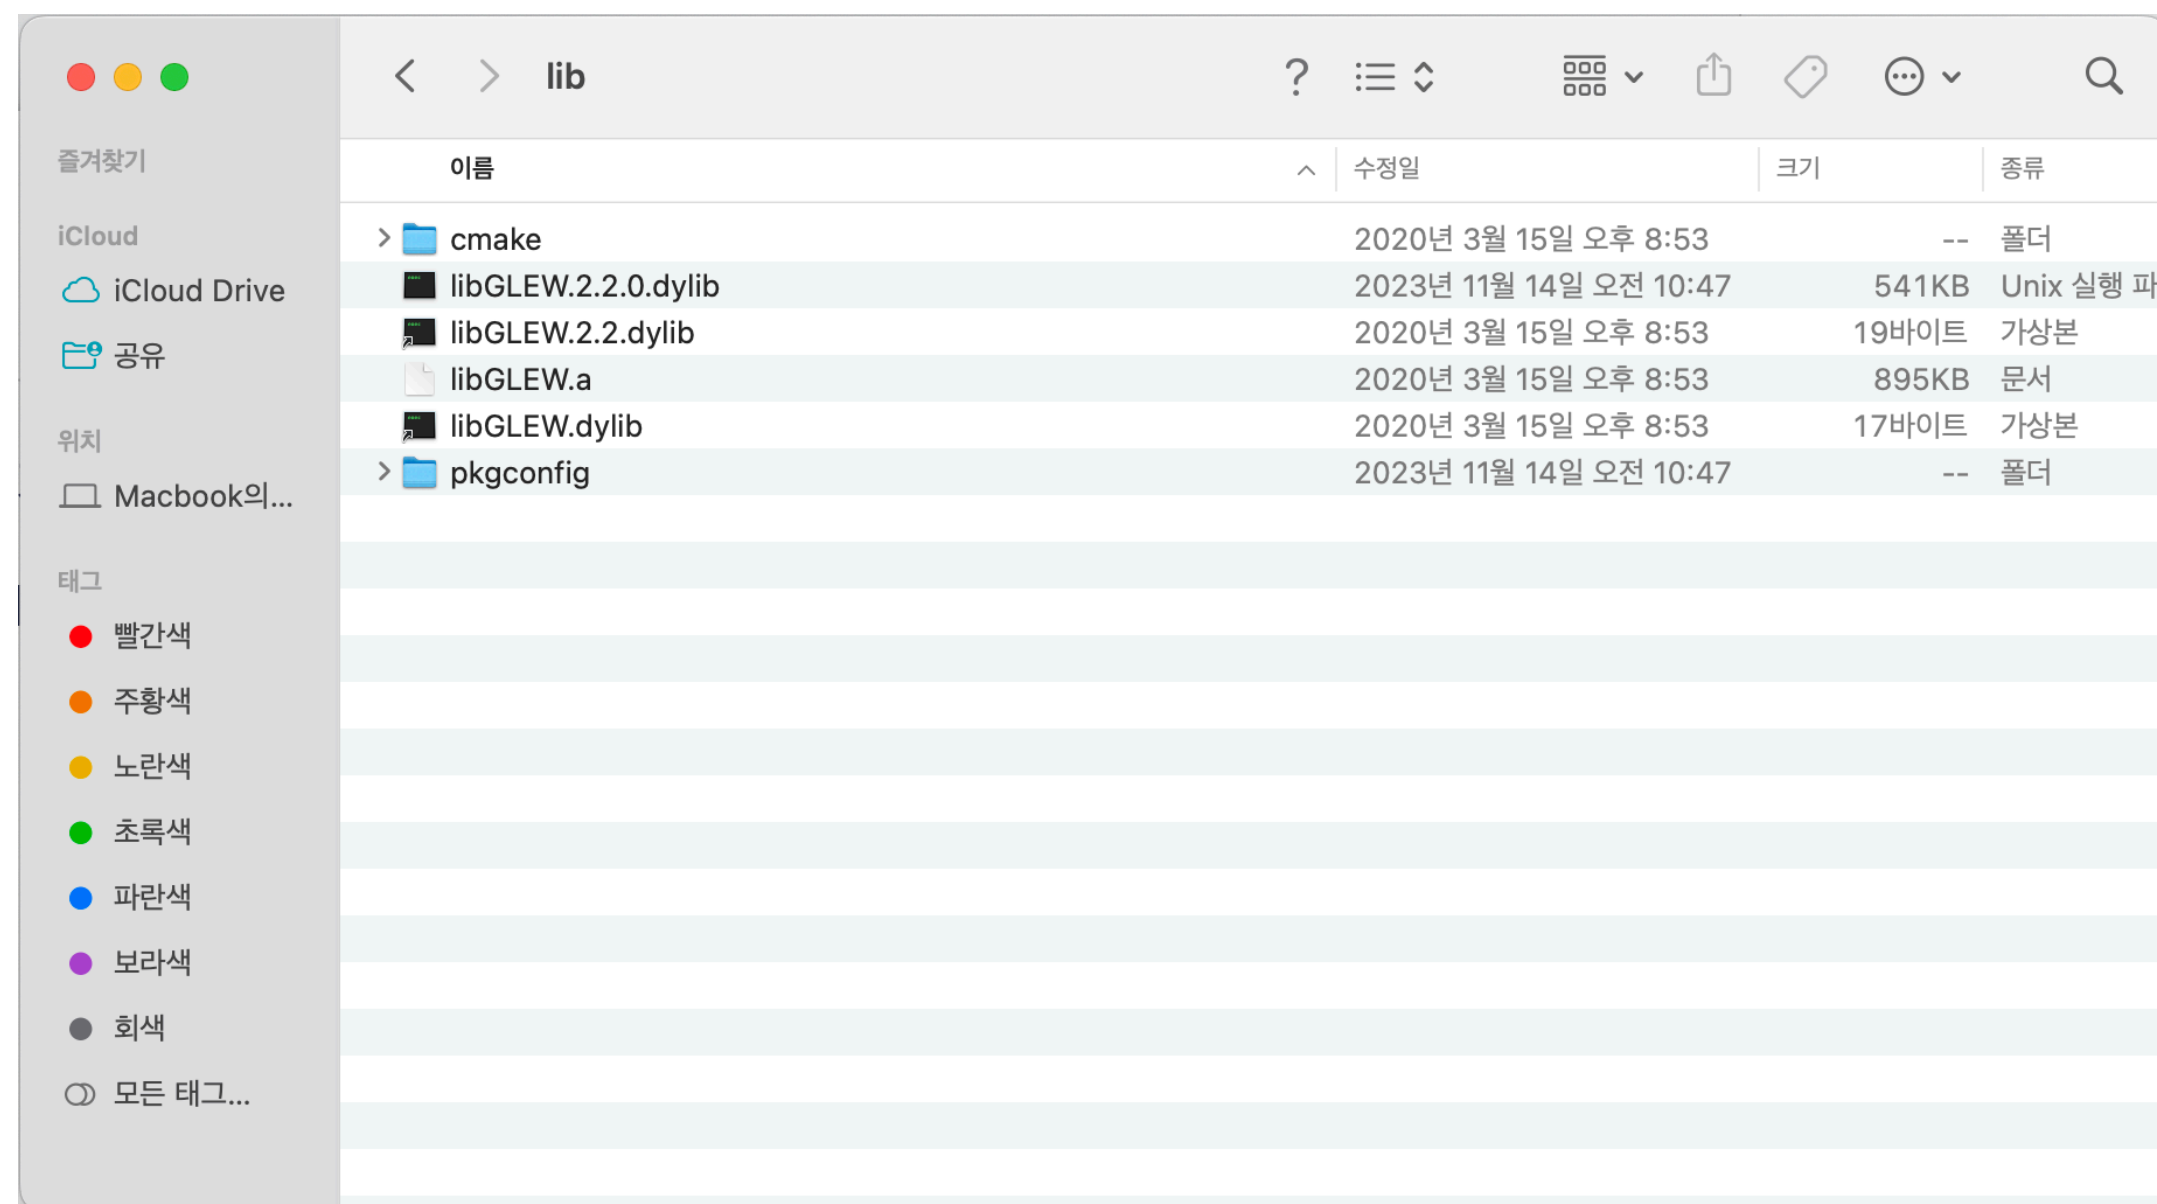 lib
즐겨찾기
iCloud
iCloud Drive
공유
위치
Macbook의...
태그
빨간색
주황색
노란색
초록색
파란색
보라색
회색
모든 태그...
이름 수정일 크기 종류
cmake 2020년 3월 15일 오후 8:53 -- 폴더
libGLEW.2.2.0.dylib 2023년 11월 14일 오전 10:47 541KB Unix 실행 파
libGLEW.2.2.dylib 2020년 3월 15일 오후 8:53 19바이트 가상본
libGLEW.a 2020년 3월 15일 오후 8:53 895KB 문서
libGLEW.dylib 2020년 3월 15일 오후 8:53 17바이트 가상본
pkgconfig 2023년 11월 14일 오전 10:47 -- 폴더